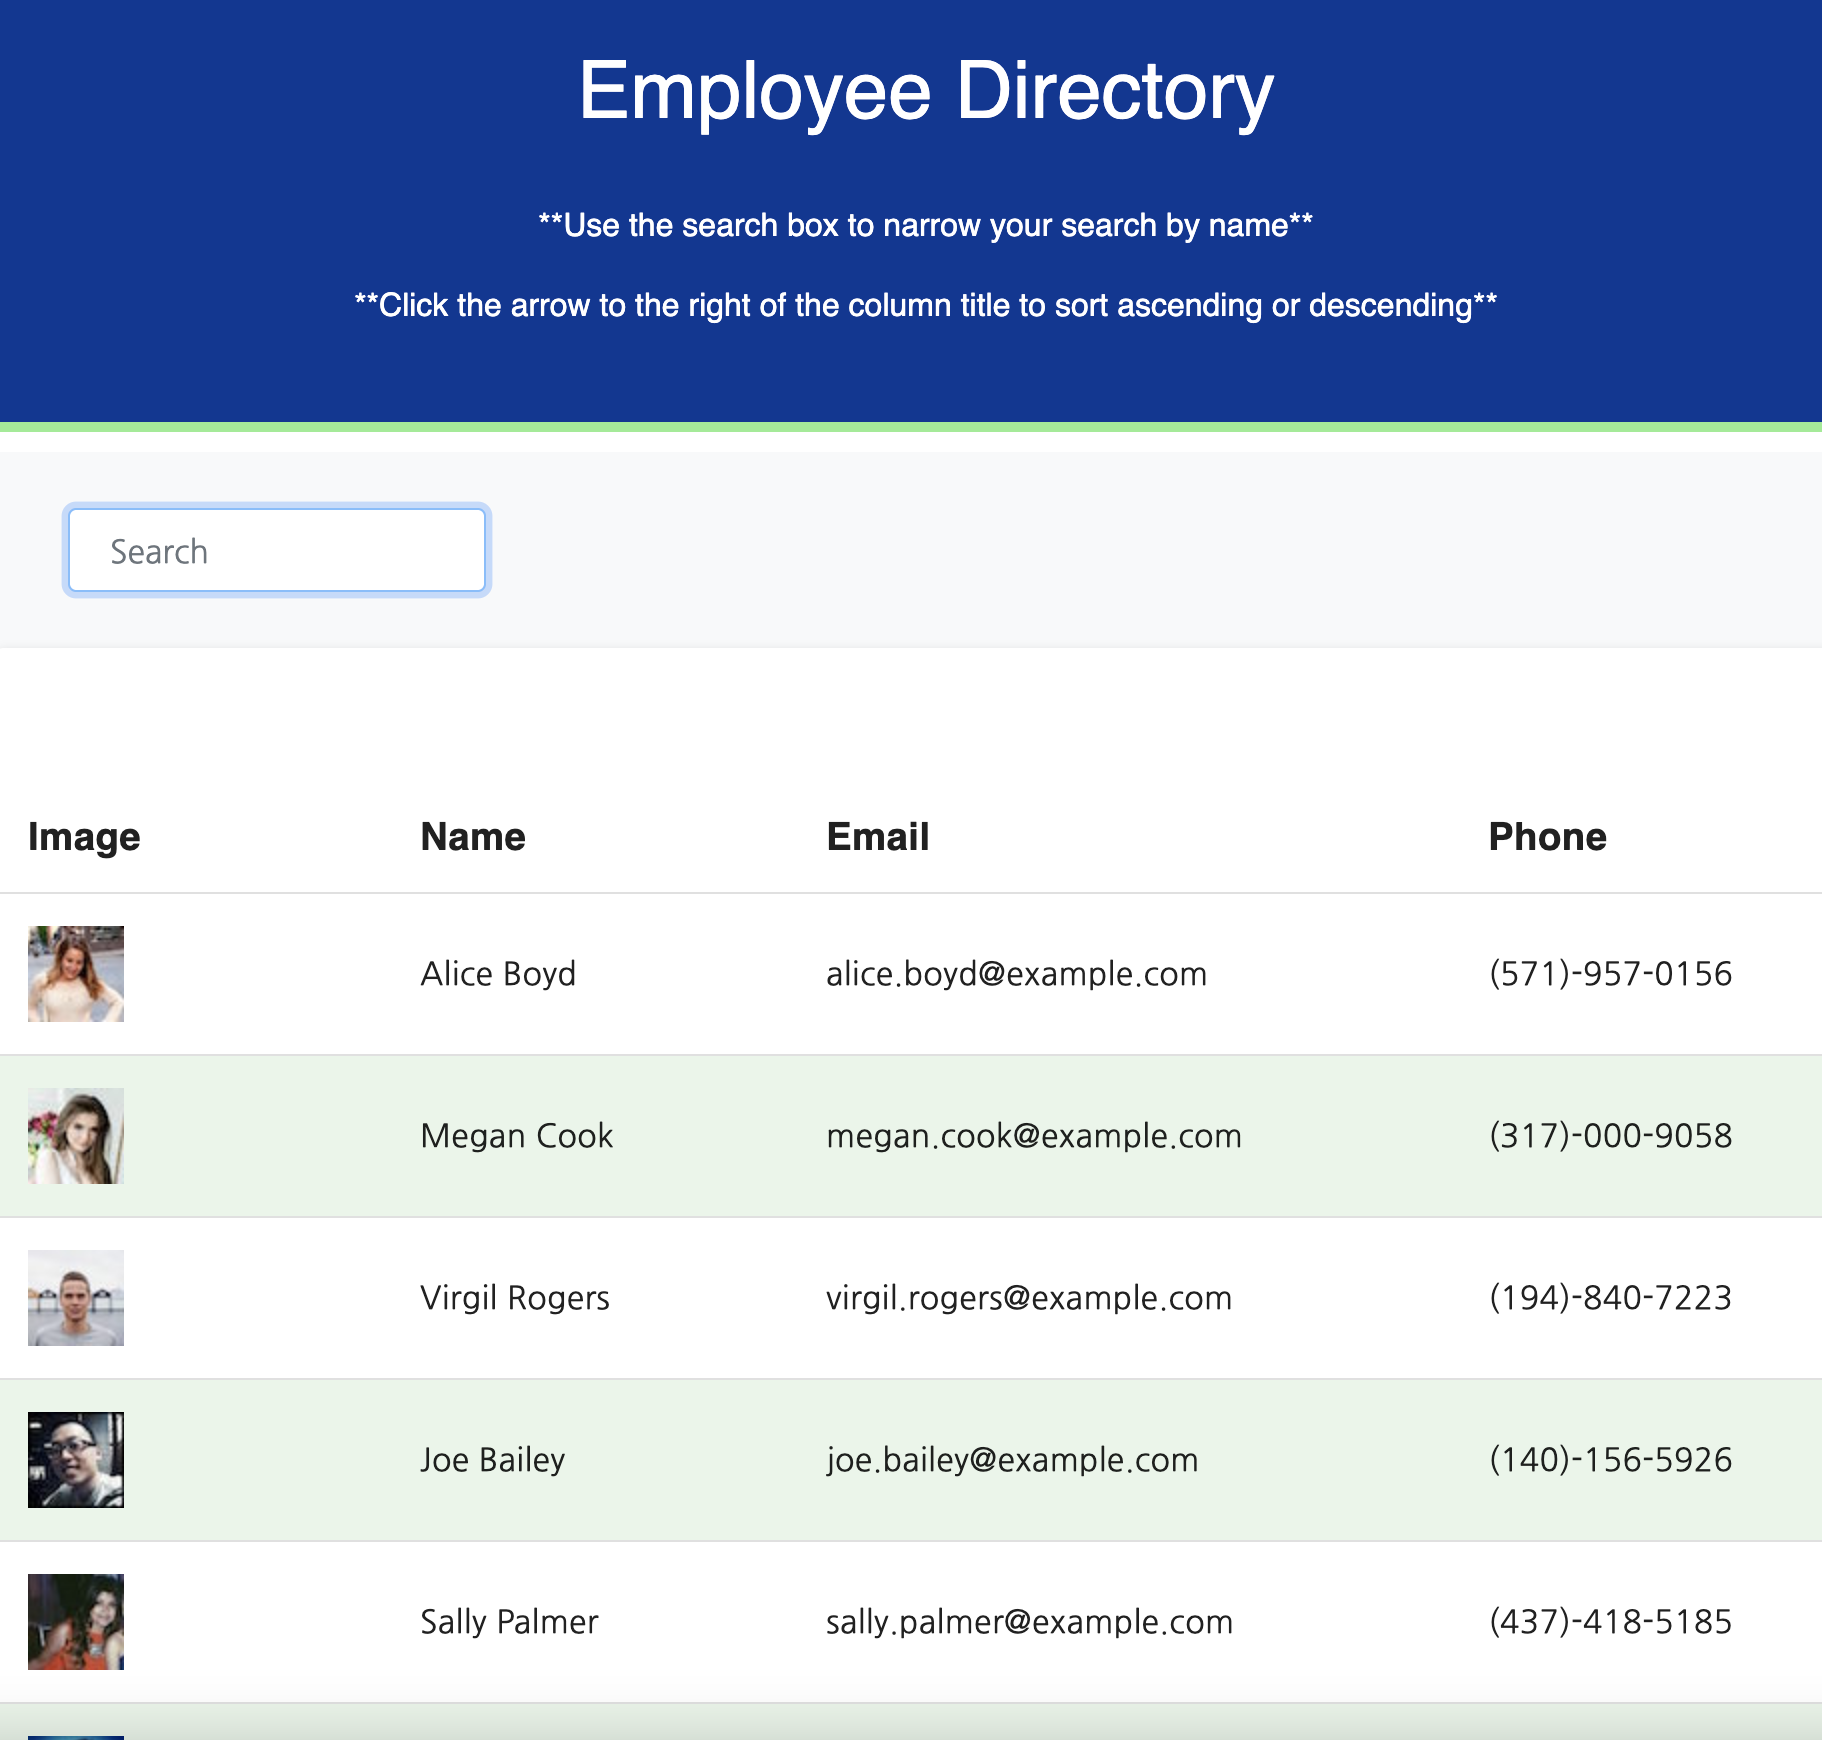 Employee Directory
**Use the search box to narrow your search by name**
**Click the arrow to the right of the column title to sort ascending or descending**
Search
Image Name Email Phone
Alice Boyd alice.boyd@example.com (571)-957-0156
Megan Cook megan.cook@example.com (317)-000-9058
Virgil Rogers virgil.rogers@example.com (194)-840-7223
Joe Bailey joe.bailey@example.com (140)-156-5926
Sally Palmer sally.palmer@example.com (437)-418-5185